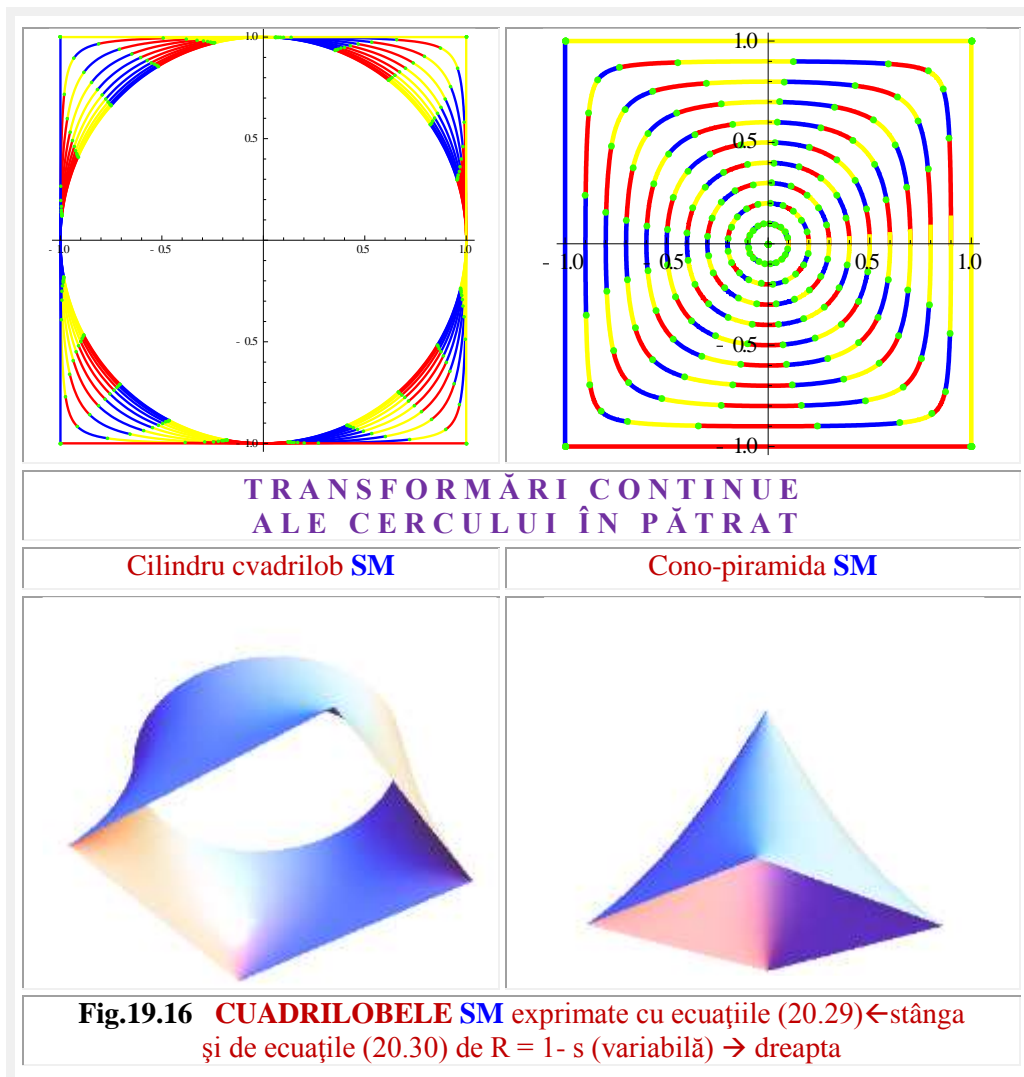 1.0
0.5
- 1.0
- 0.5
0.5
1.0
- 0.5
1.0
1.0
0.5
- 1.0
- 0.5
0.5
1.0
- 0.5
- 1.0
TRANSFORMĂRI CONTINUE
ALE CERCULUI ÎN PĂTRAT
Cilindru cvadrilob SM
Cono-piramida SM
Fig.19.16 CUADRILOBELE SM exprimate cu ecuaţiile (20.29)←stânga
şi de ecuaţile (20.30) de R = 1- s (variabilă) → dreapta